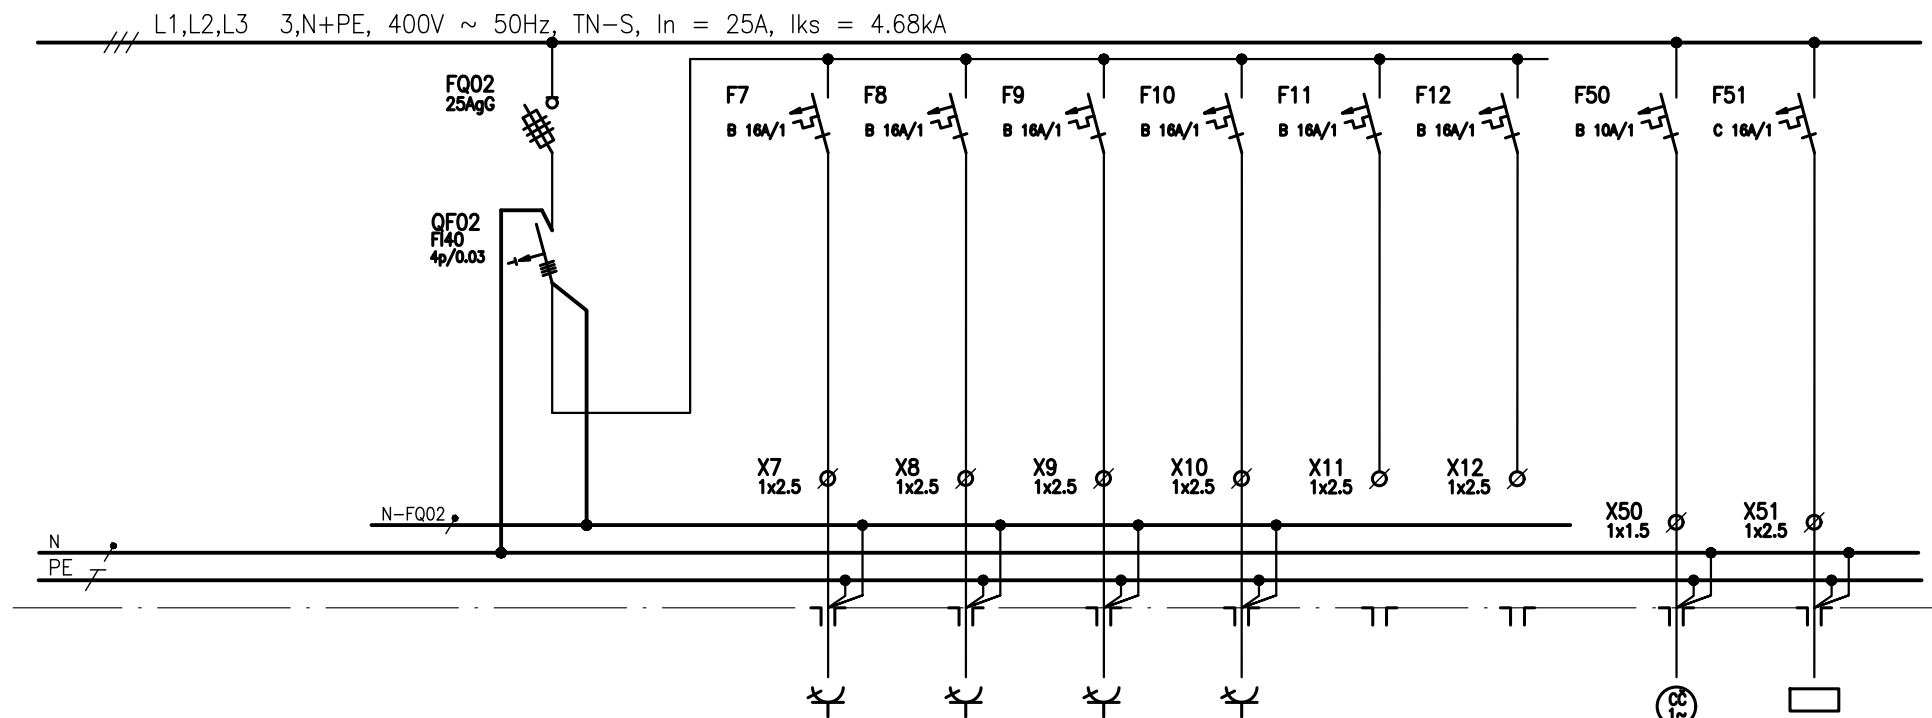 L1,L2,L3 3,N+PE, 400V ~ 50Hz, TN-S, In = 25A, Iks = 4.68kA
FQ02
25AgG
F7
B 16A/1
F8
B 16A/1
F9
B 16A/1
F10
B 16A/1
F11
B 16A/1
F12
B 16A/1
F50
B 10A/1
F51
C 16A/1
QF02
FI40
4p/0.03
X7
1x2.5
X8
1x2.5
X9
1x2.5
X10
1x2.5
X11
1x2.5
X12
1x2.5
X50
1x1.5
X51
1x2.5
N-FQ02
N
PE
CČ
1~